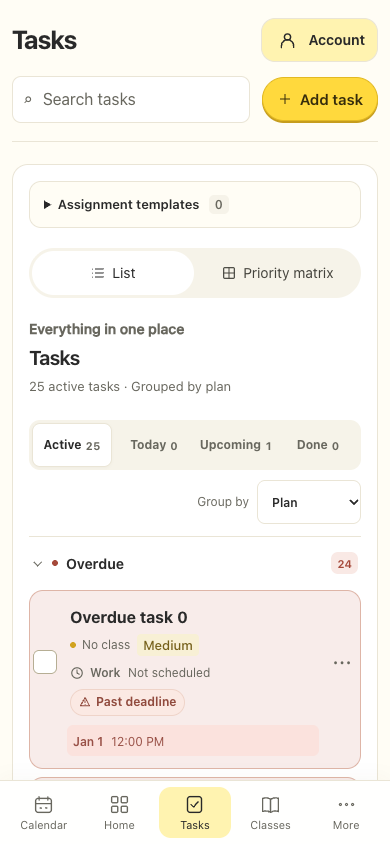 Tasks
Account
Search tasks
Add task
Assignment templates 0
List
Priority matrix
Everything in one place
Tasks
25 active tasks · Grouped by plan
Active 25
Today 0
Upcoming 1
Done 0
Group by
Plan
Overdue
24
Overdue task 0
No class
Medium
Work Not scheduled
Past deadline
Jan 1 12:00 PM
Calendar
Home
Tasks
Classes
More